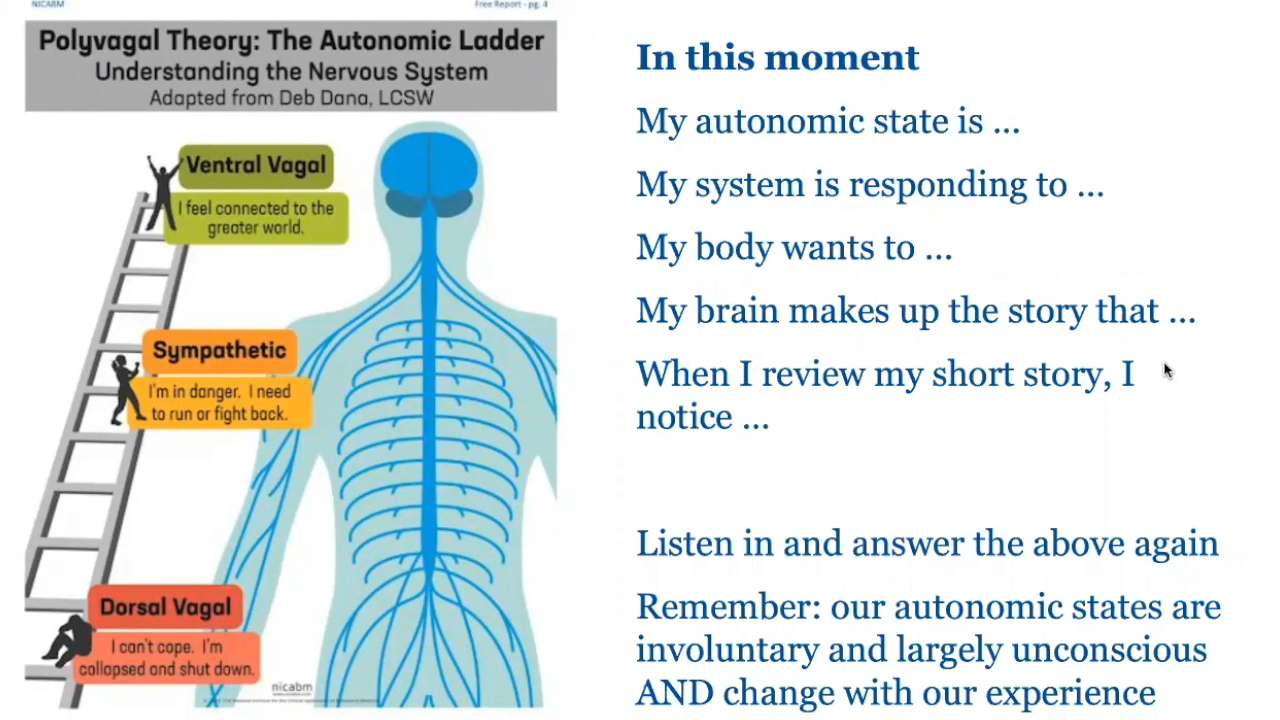 NICABM
Free Report - pg. 4
Polyvagal Theory: The Autonomic Ladder
Understanding the Nervous System
Adapted from Deb Dana, LCSW
Ventral Vagal
I feel connected to the
greater world.
Sympathetic
I'm in danger. I need
to run or fight back.
Dorsal Vagal
I can't cope. I'm
collapsed and shut down.
nicabm
www.nicabm.com
In this moment
My autonomic state is ...
My system is responding to ...
My body wants to ...
My brain makes up the story that ...
When I review my short story, I
notice ...
Listen in and answer the above again
Remember: our autonomic states are
involuntary and largely unconscious
AND change with our experience